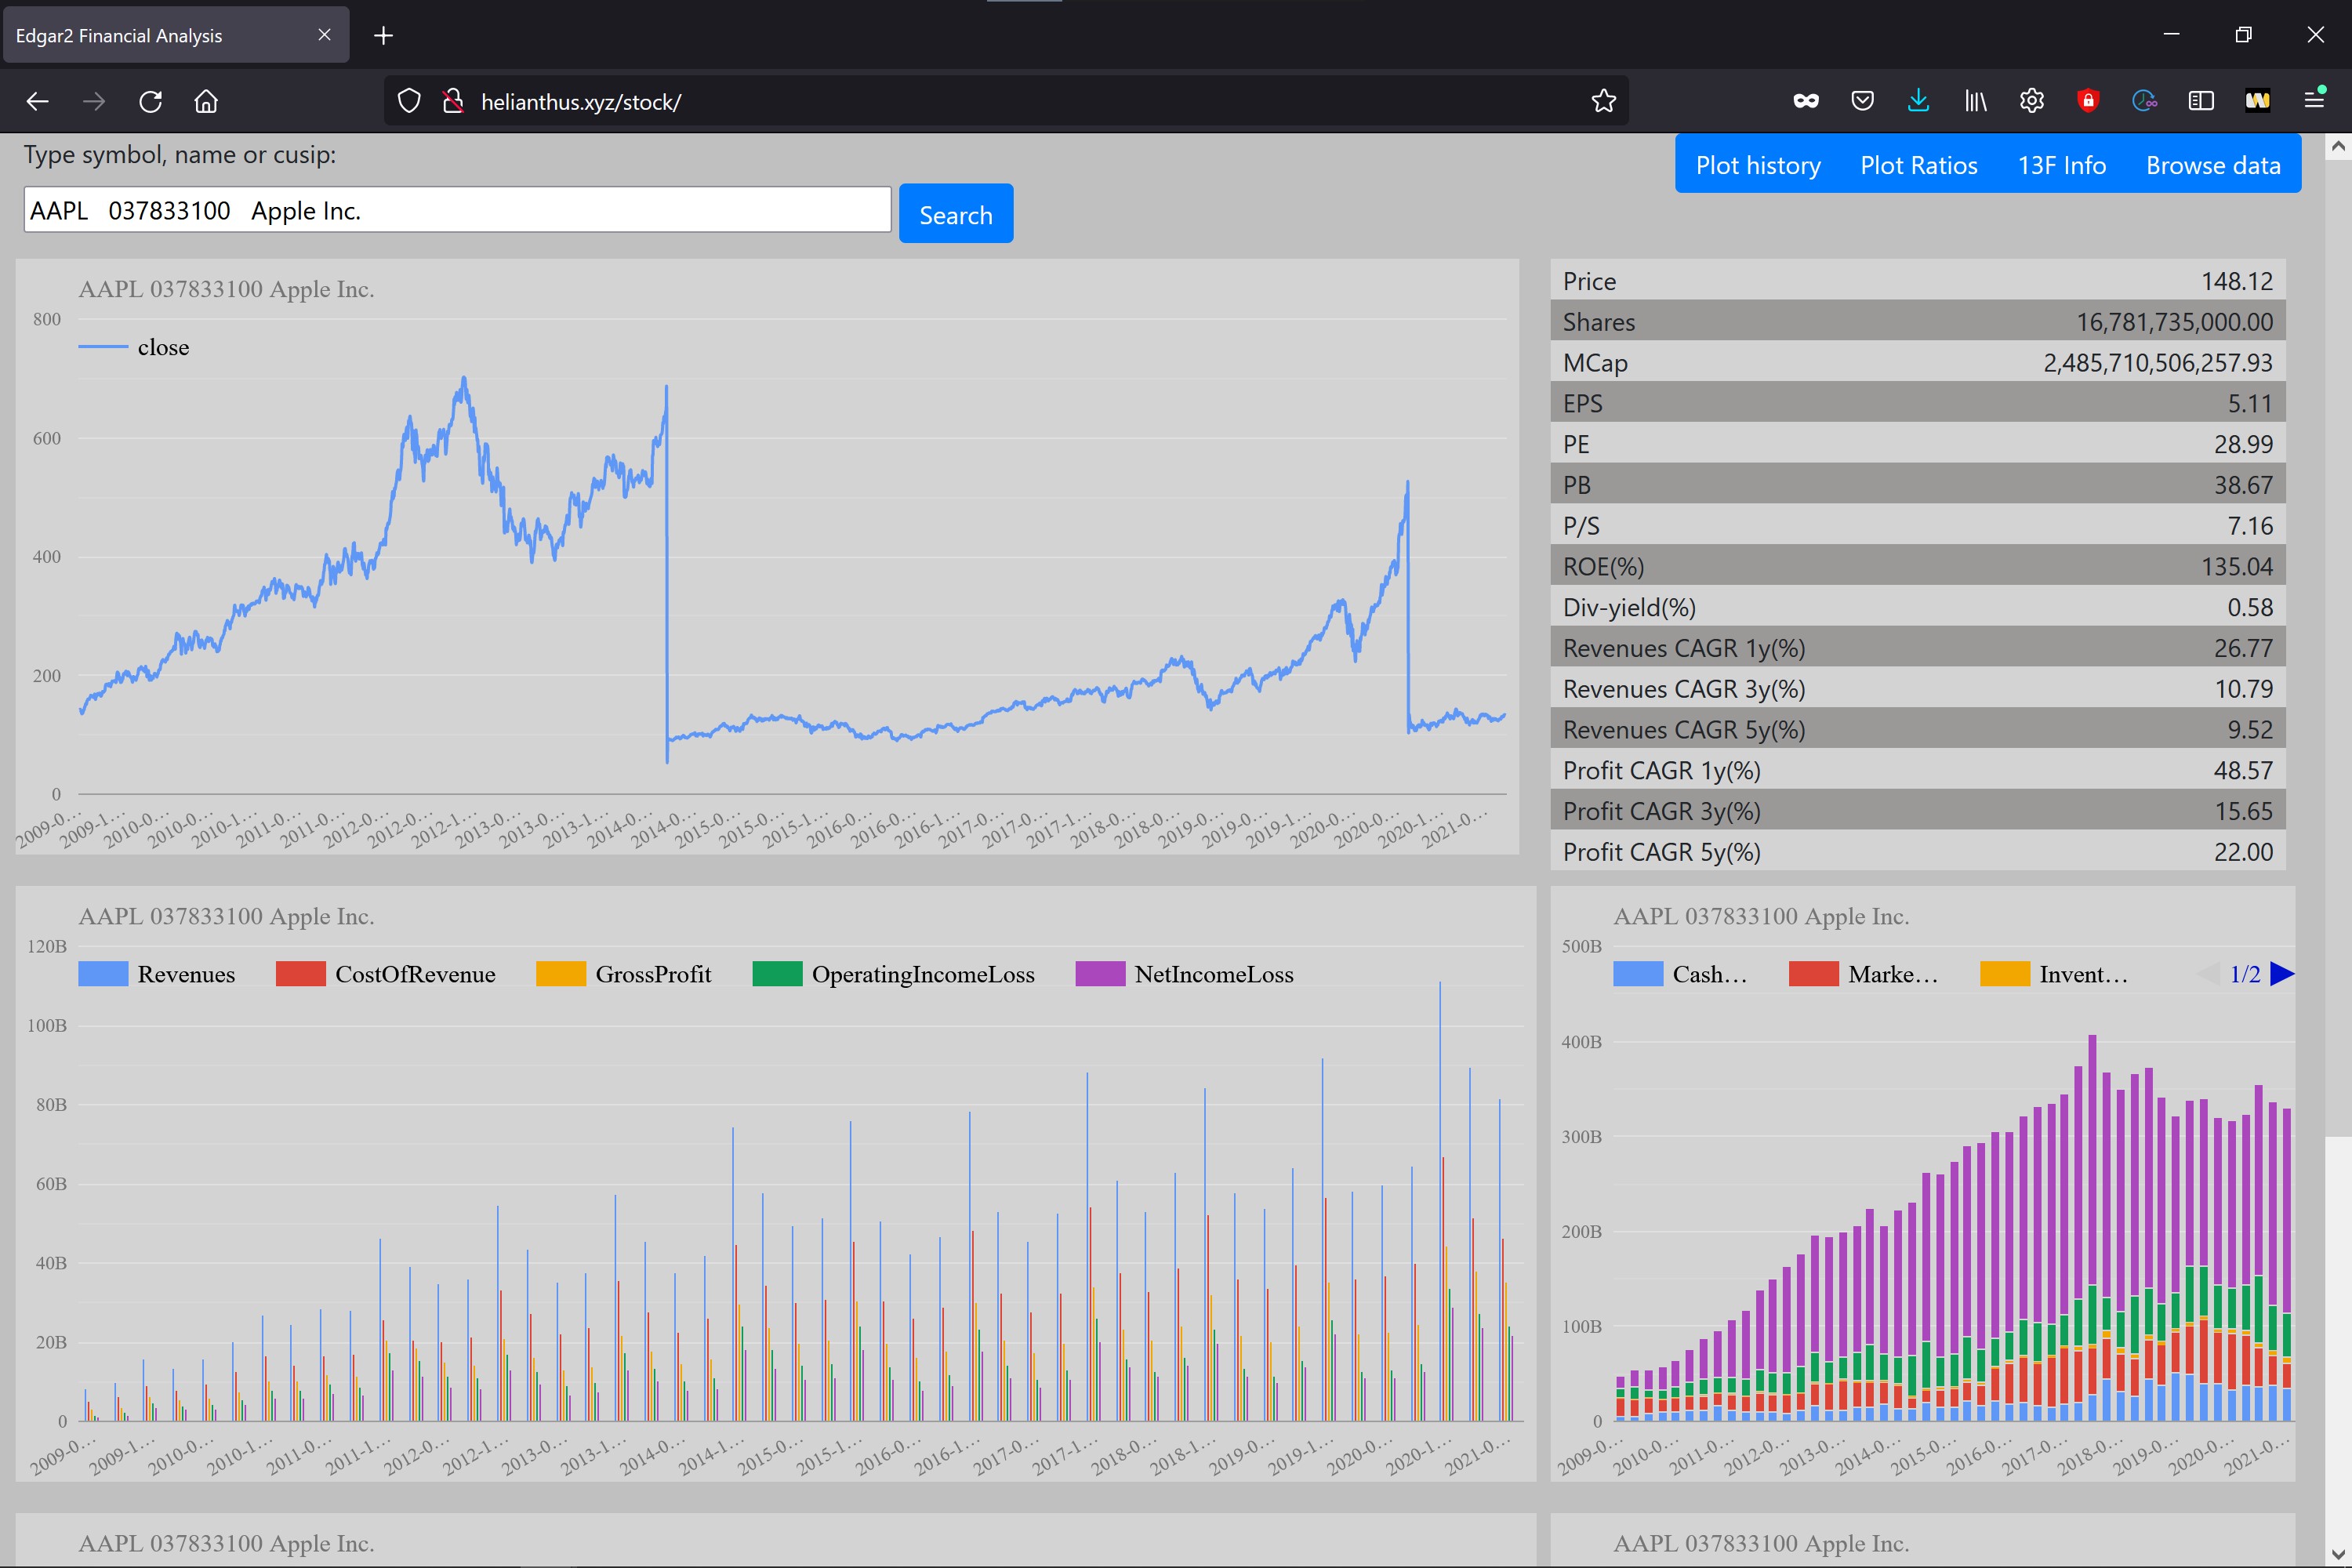 Edgar2 Financial Analysis
helianthus.xyz/stock/
Type symbol, name or cusip:
Plot history Plot Ratios 13F Info Browse data
AAPL 037833100 Apple Inc.
Search
AAPL 037833100 Apple Inc.
800
close
600
400
200
0
2009-0… 2009-1… 2010-0… 2010-0… 2010-1… 2011-0… 2011-0… 2012-0… 2012-0… 2012-1… 2013-0… 2013-0… 2013-1… 2014-0… 2014-0… 2015-0… 2015-0… 2015-1… 2016-0… 2016-0… 2016-1… 2017-0… 2017-0… 2017-1… 2018-0… 2018-0… 2019-0… 2019-0… 2019-1… 2020-0… 2020-0… 2020-1… 2021-0…
Price 148.12
Shares 16,781,735,000.00
MCap 2,485,710,506,257.93
EPS 5.11
PE 28.99
PB 38.67
P/S 7.16
ROE(%) 135.04
Div-yield(%) 0.58
Revenues CAGR 1y(%) 26.77
Revenues CAGR 3y(%) 10.79
Revenues CAGR 5y(%) 9.52
Profit CAGR 1y(%) 48.57
Profit CAGR 3y(%) 15.65
Profit CAGR 5y(%) 22.00
AAPL 037833100 Apple Inc.
120B
Revenues CostOfRevenue GrossProfit OperatingIncomeLoss NetIncomeLoss
100B
80B
60B
40B
20B
0
2009-0… 2009-1… 2010-0… 2010-1… 2011-0… 2011-1… 2012-0… 2012-1… 2013-0… 2013-1… 2014-0… 2014-1… 2015-0… 2015-1… 2016-0… 2016-1… 2017-0… 2017-1… 2018-0… 2018-1… 2019-0… 2019-1… 2020-0… 2020-1… 2021-0…
AAPL 037833100 Apple Inc.
500B
Cash… Marke… Invent… 1/2
400B
300B
200B
100B
0
2009-0… 2010-0… 2011-0… 2012-0… 2013-0… 2014-0… 2015-0… 2016-0… 2017-0… 2018-0… 2019-0… 2020-0… 2021-0…
AAPL 037833100 Apple Inc.
AAPL 037833100 Apple Inc.